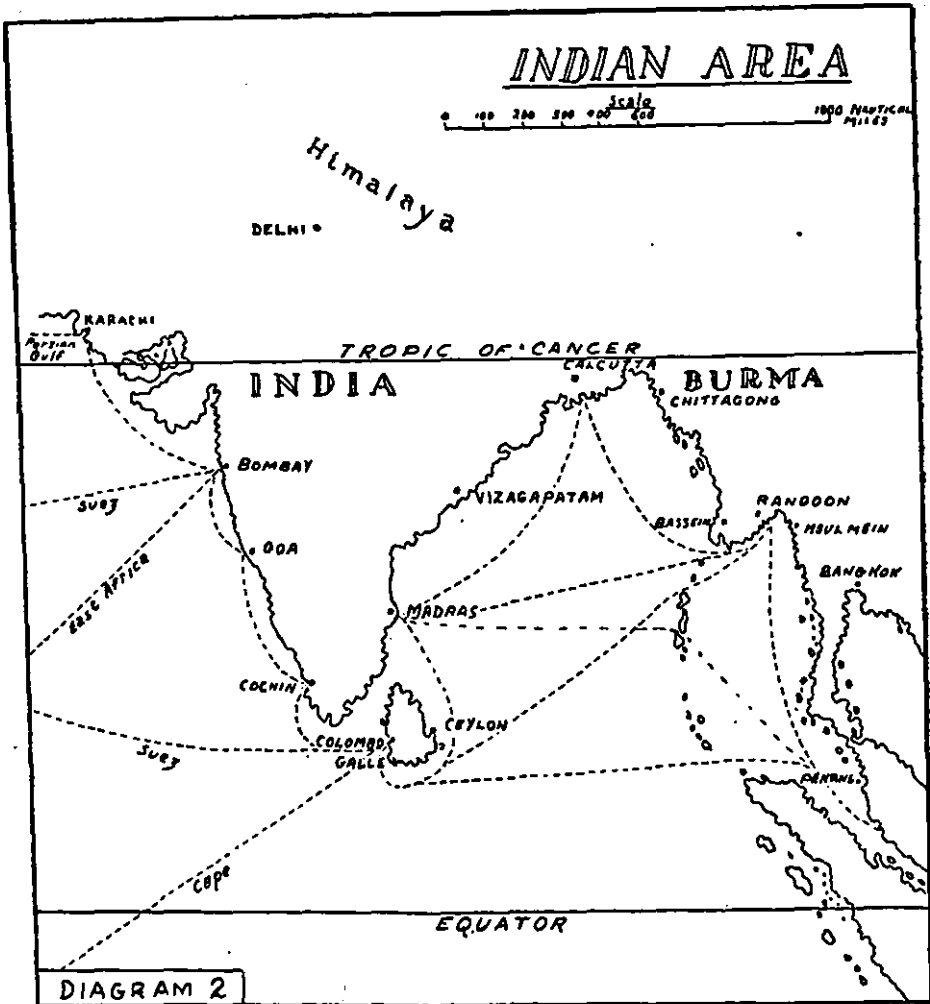 INDIAN AREA
Scale
0 100 200 300 400 600 1000 NAUTICAL
MILES
Himalaya
DELHI
KARACHI
Persian
Gulf
TROPIC OF CANCER
CALCUTTA
INDIA
BURMA
CHITTAGONG
BOMBAY
Suez
VIZAGAPATAM
RANGOON
BASSEIN
MOULMEIN
GOA
EAST AFRICA
BANGKOK
MADRAS
COCHIN
CEYLON
Suez
COLOMBO
GALLE
PENANG
Cape
EQUATOR
DIAGRAM 2